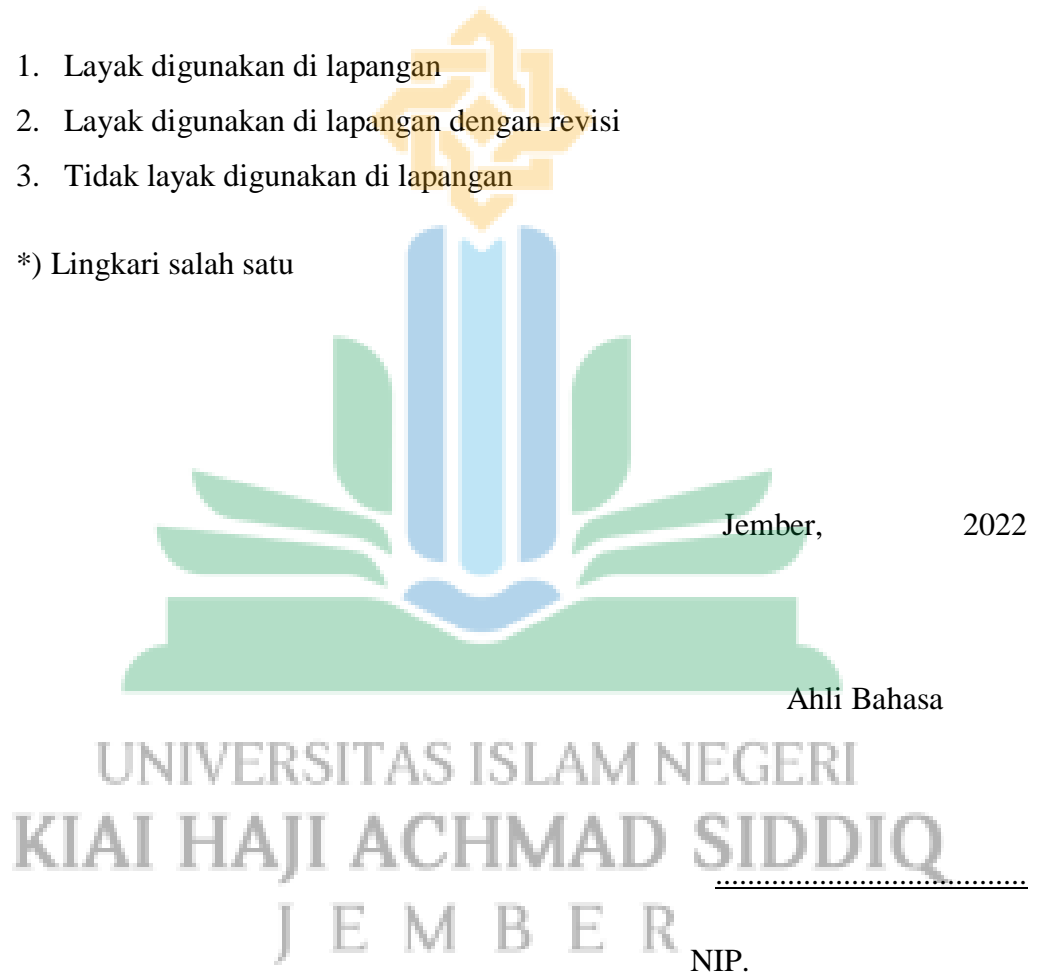 1. Layak digunakan di lapangan
2. Layak digunakan di lapangan dengan revisi
3. Tidak layak digunakan di lapangan
*) Lingkari salah satu
Jember, 2022
Ahli Bahasa
UNIVERSITAS ISLAM NEGERI
KIAI HAJI ACHMAD SIDDIQ
.......................................
JEMBER
NIP.